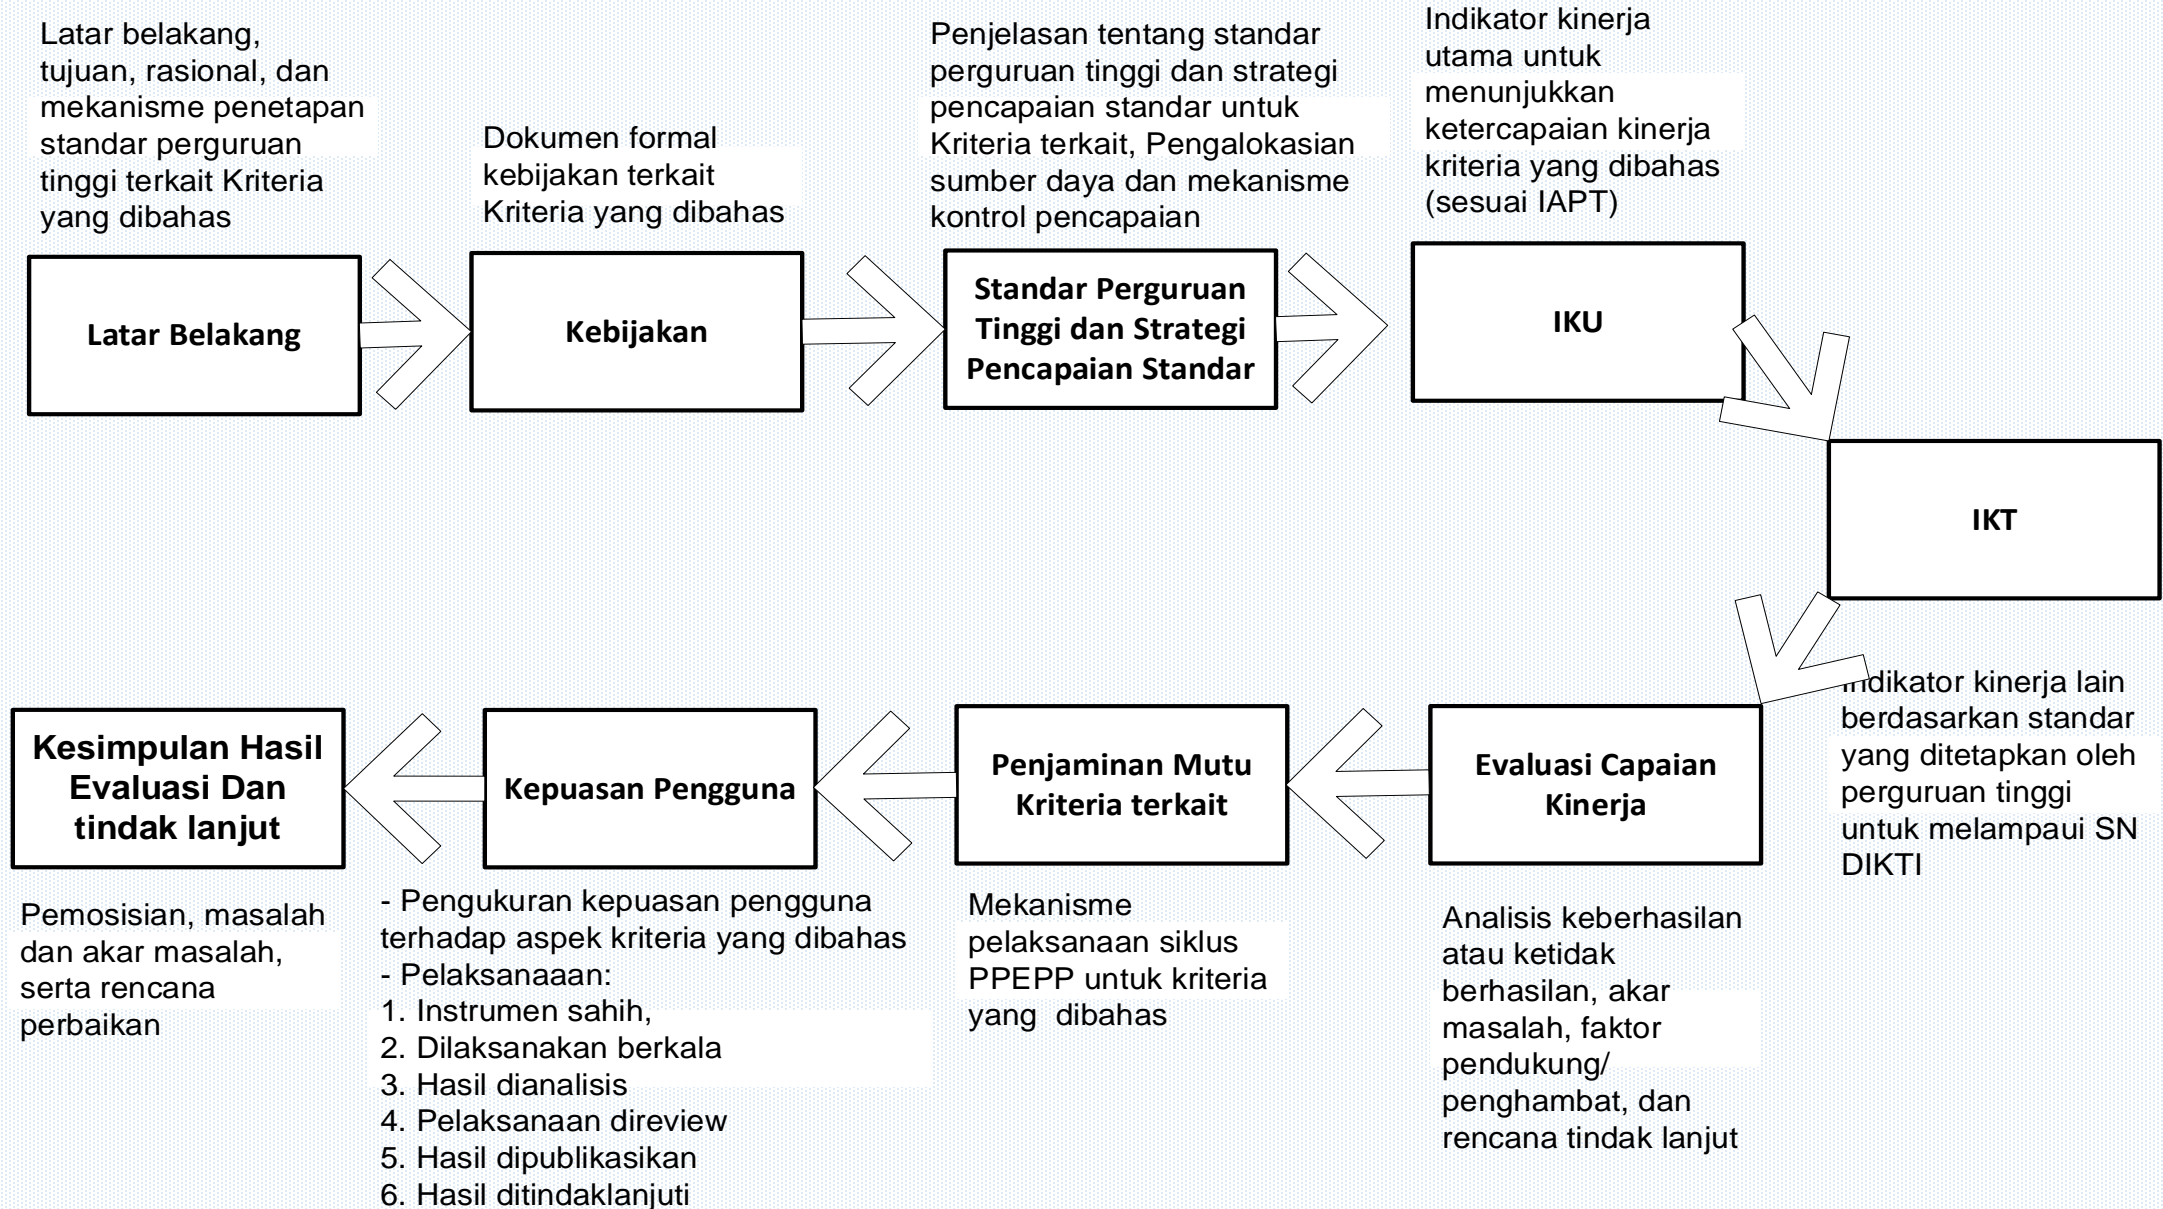 Latar belakang,
tujuan, rasional, dan
mekanisme penetapan
standar perguruan
tinggi terkait Kriteria
yang dibahas
Dokumen formal
kebijakan terkait
Kriteria yang dibahas
Penjelasan tentang standar
perguruan tinggi dan strategi
pencapaian standar untuk
Kriteria terkait, Pengalokasian
sumber daya dan mekanisme
kontrol pencapaian
Indikator kinerja
utama untuk
menunjukkan
ketercapaian kinerja
kriteria yang dibahas
(sesuai IAPT)
Latar Belakang
Kebijakan
Standar Perguruan
Tinggi dan Strategi
Pencapaian Standar
IKU
IKT
Indikator kinerja lain
berdasarkan standar
yang ditetapkan oleh
perguruan tinggi
untuk melampaui SN
DIKTI
Evaluasi Capaian
Kinerja
Analisis keberhasilan
atau ketidak
berhasilan, akar
masalah, faktor
pendukung/
penghambat, dan
rencana tindak lanjut
Penjaminan Mutu
Kriteria terkait
Mekanisme
pelaksanaan siklus
PPEPP untuk kriteria
yang  dibahas
Kepuasan Pengguna
- Pengukuran kepuasan pengguna
terhadap aspek kriteria yang dibahas
- Pelaksanaaan:
1. Instrumen sahih,
2. Dilaksanakan berkala
3. Hasil dianalisis
4. Pelaksanaan direview
5. Hasil dipublikasikan
6. Hasil ditindaklanjuti
Kesimpulan Hasil
Evaluasi Dan
tindak lanjut
Pemosisian, masalah
dan akar masalah,
serta rencana
perbaikan